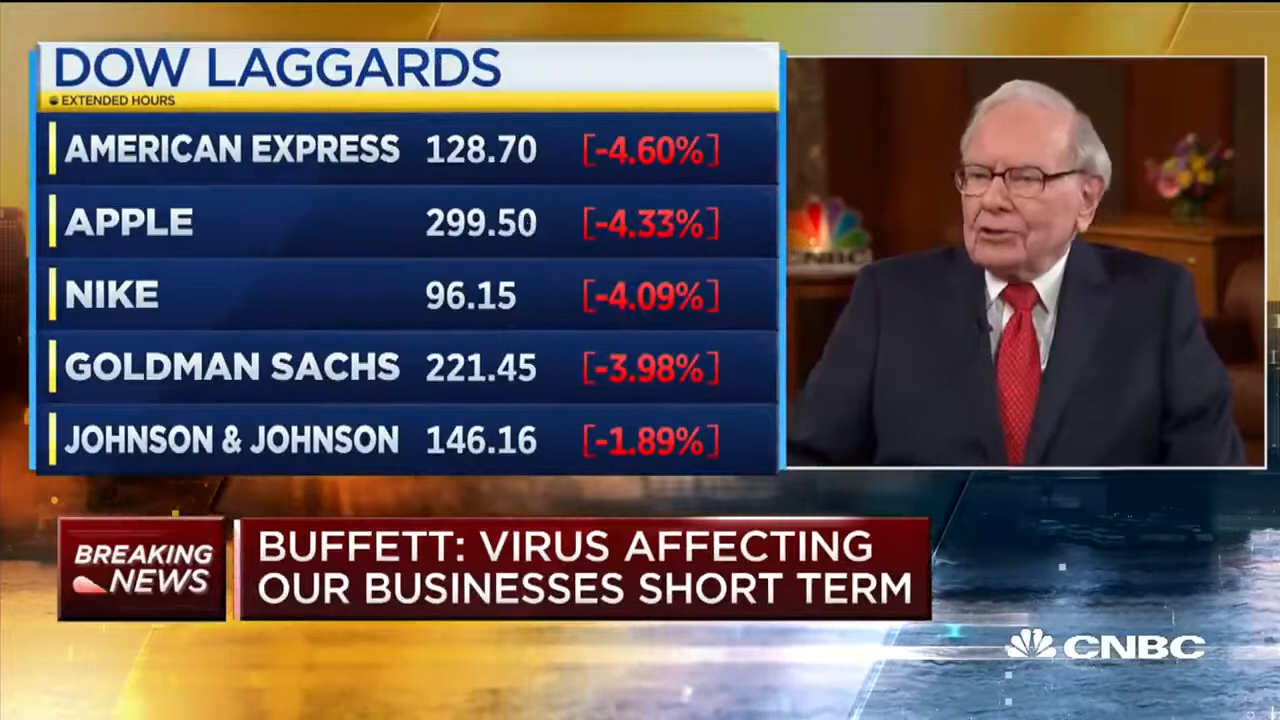 DOW LAGGARDS
EXTENDED HOURS
AMERICAN EXPRESS 128.70 [-4.60%]
APPLE 299.50 [-4.33%]
NIKE 96.15 [-4.09%]
GOLDMAN SACHS 221.45 [-3.98%]
JOHNSON & JOHNSON 146.16 [-1.89%]
CNBC
BREAKING
NEWS
BUFFETT: VIRUS AFFECTING
OUR BUSINESSES SHORT TERM
CNBC